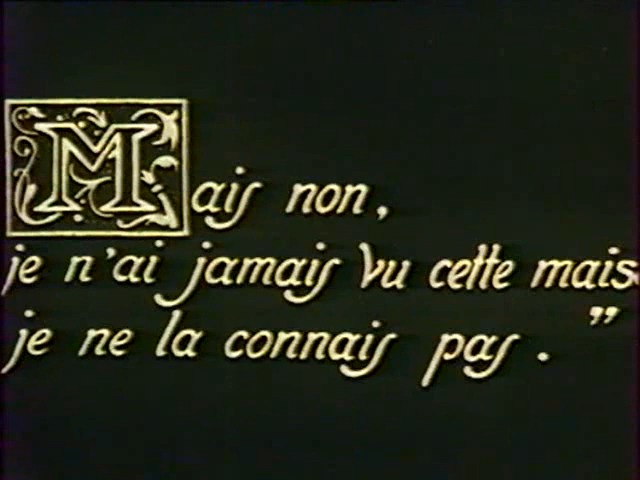 Mais non,
je n'ai jamais vu cette mais
je ne la connais pas. ”